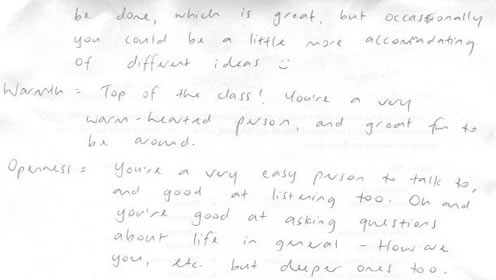 be done, which is great, but occassionally
you could be a little more accomadating
of different ideas :)
Warmth = Top of the class! You're a very
warm-hearted person, and great fun to
be around.
Openness = You're a very easy person to talk to,
and good at listening too. Oh and
you're good at asking questions
about life in general - How are
you, etc. but deeper ones too.